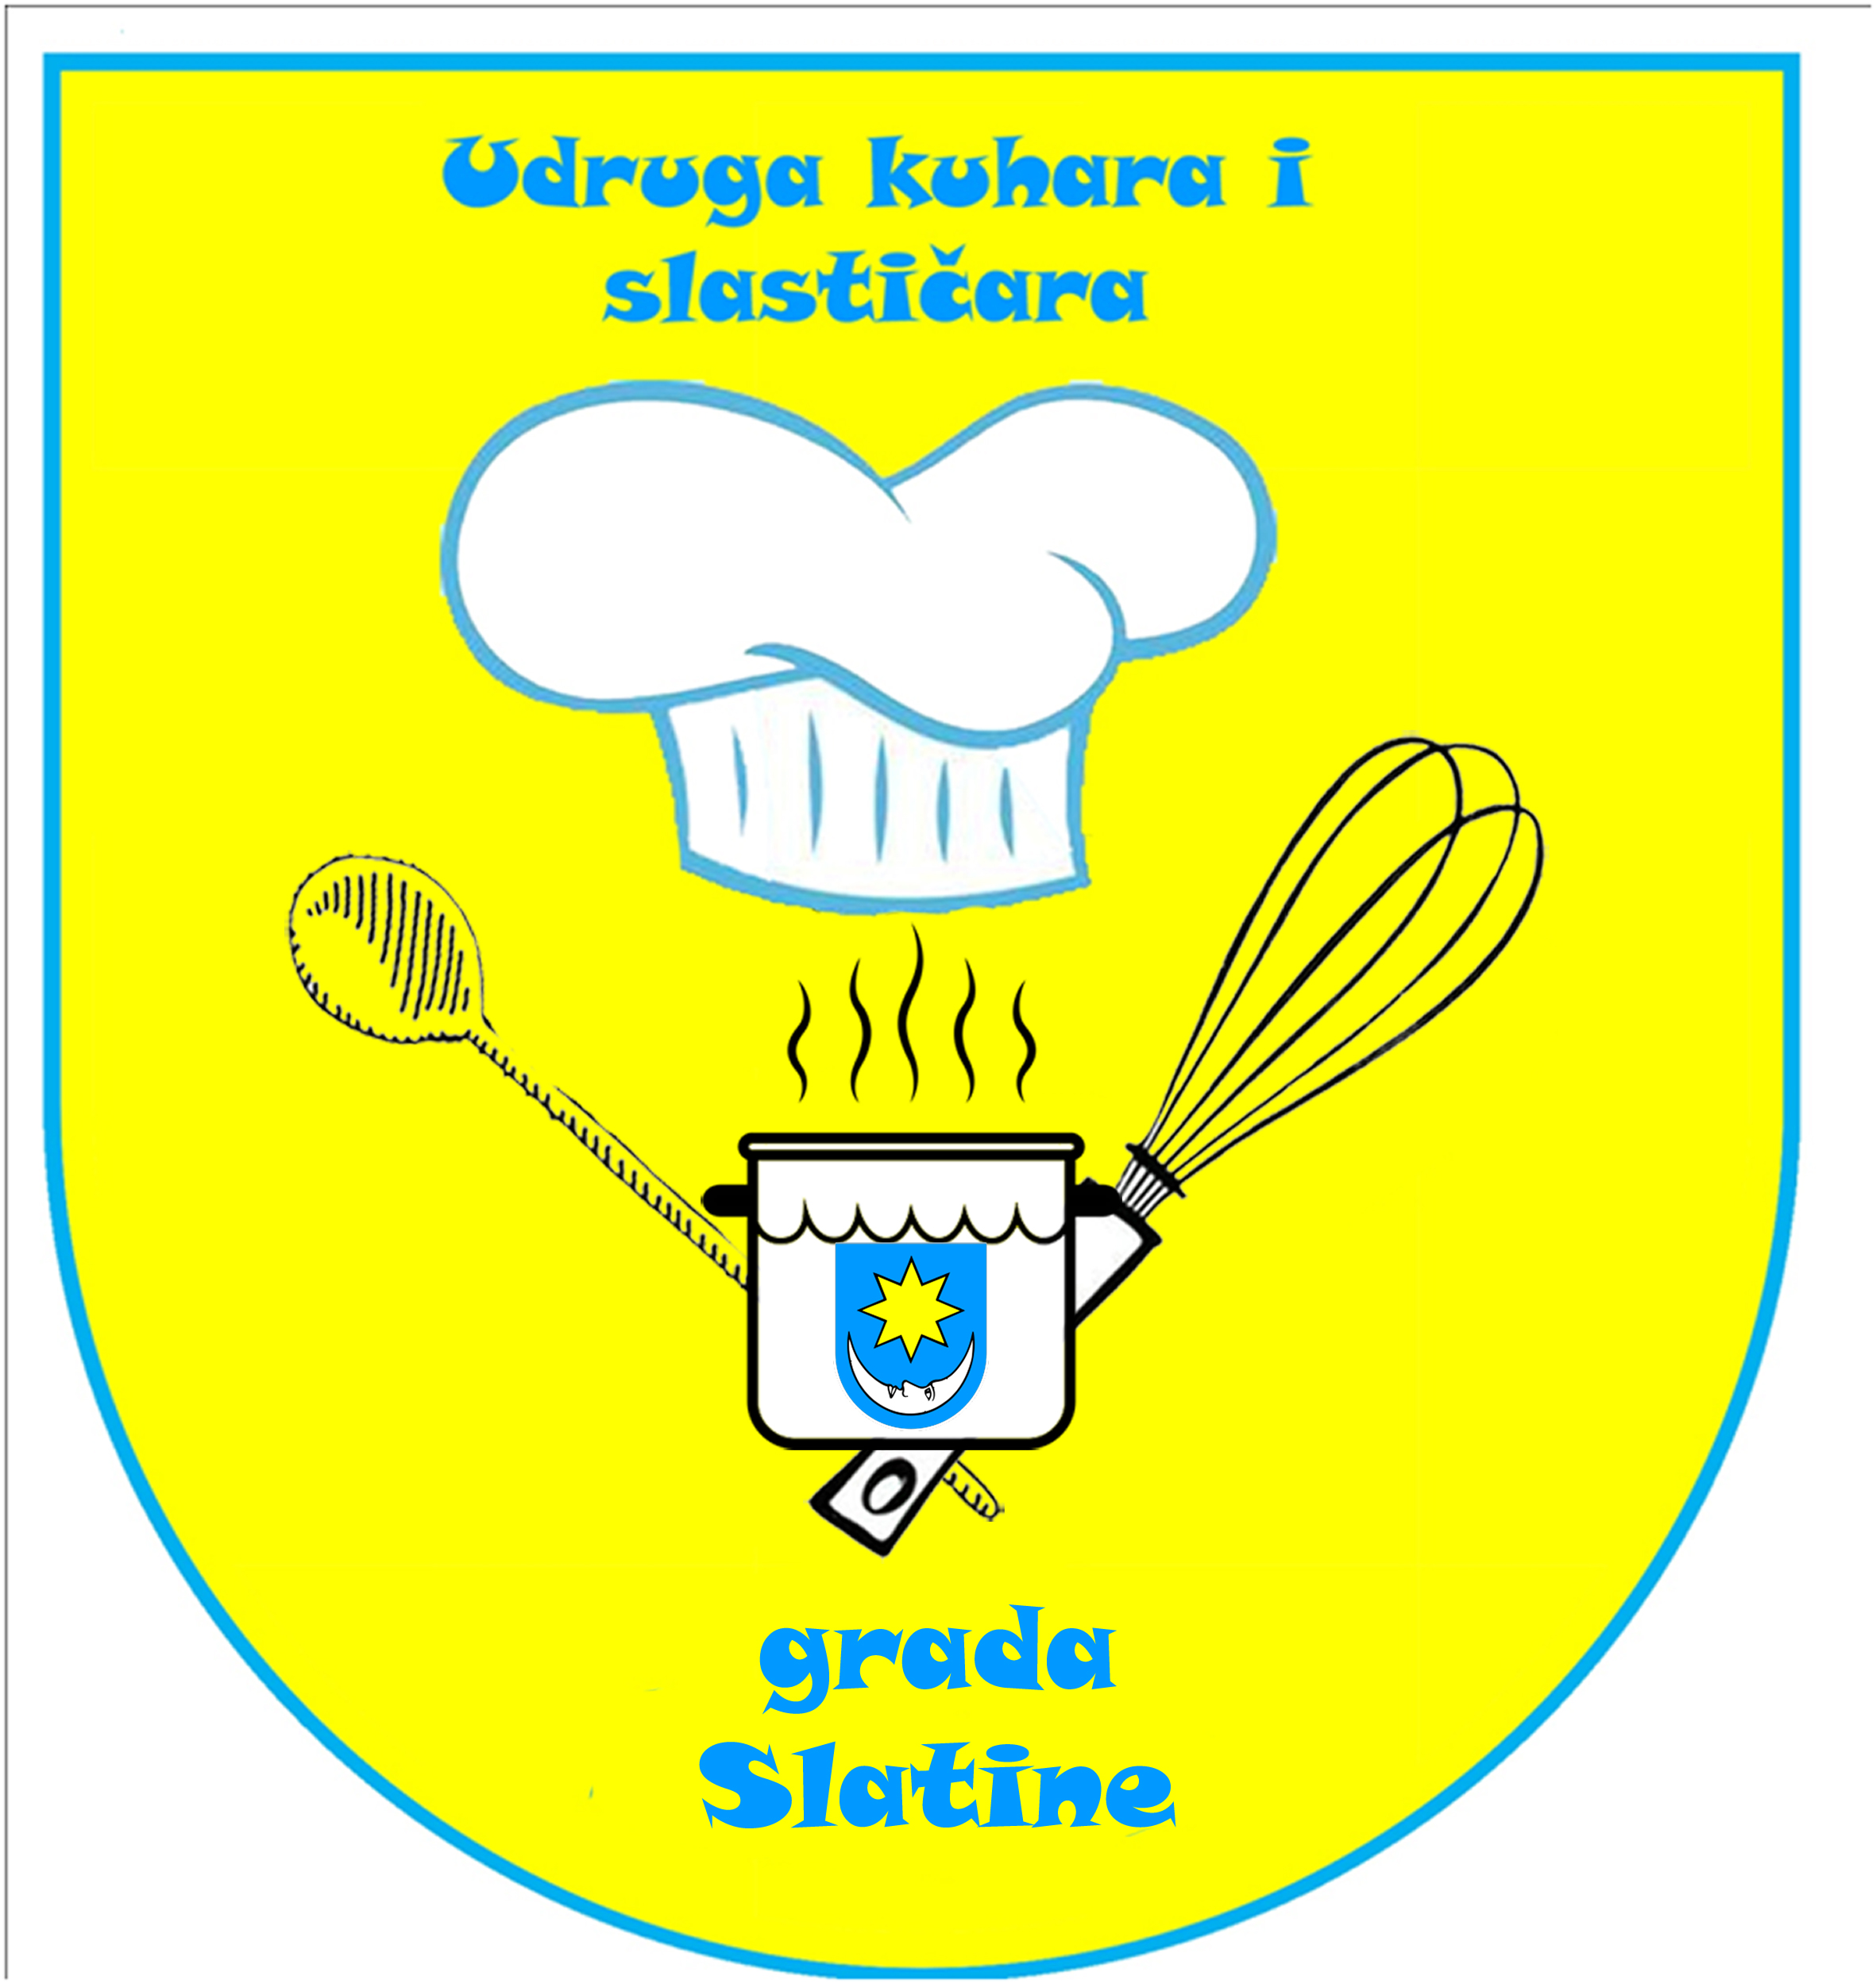 Udruga kuhara i
slastičara
grada
Slatine